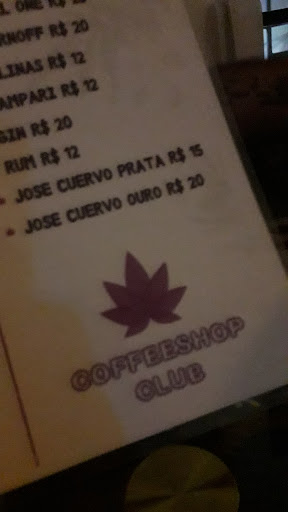 L ONE R$
RNOFF R$ 20
LINAS R$ 12
AMPARI R$ 12
GIN R$ 20
RUM R$ 12
• JOSE CUERVO PRATA R$ 15
• JOSE CUERVO OURO R$ 20
COFFEESHOP
CLUB